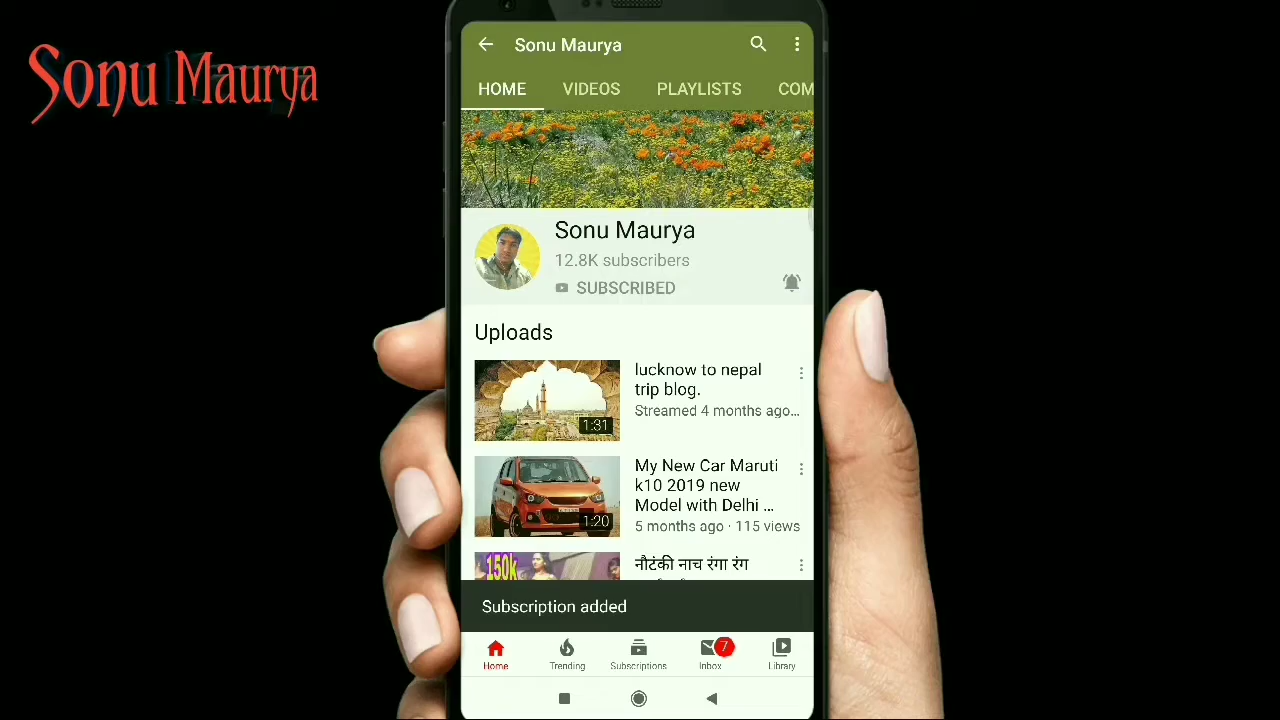 Sonu Maurya
Sonu Maurya
HOME VIDEOS PLAYLISTS COM
Sonu Maurya
12.8K subscribers
SUBSCRIBED
Uploads
lucknow to nepal
trip blog.
Streamed 4 months ago...
1:31
My New Car Maruti
k10 2019 new
Model with Delhi ...
5 months ago · 115 views
1:20
150k
नौटंकी नाच रंगा रंग
Subscription added
7
Home Trending Subscriptions Inbox Library